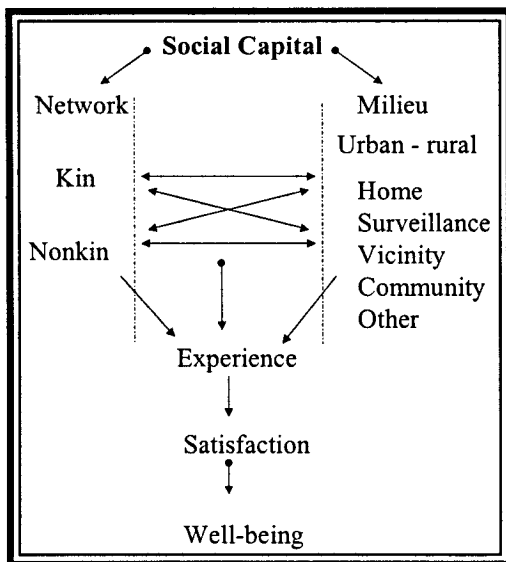 Social Capital
Network
Milieu
Urban - rural
Kin
Home
Surveillance
Nonkin
Vicinity
Community
Other
Experience
Satisfaction
Well-being